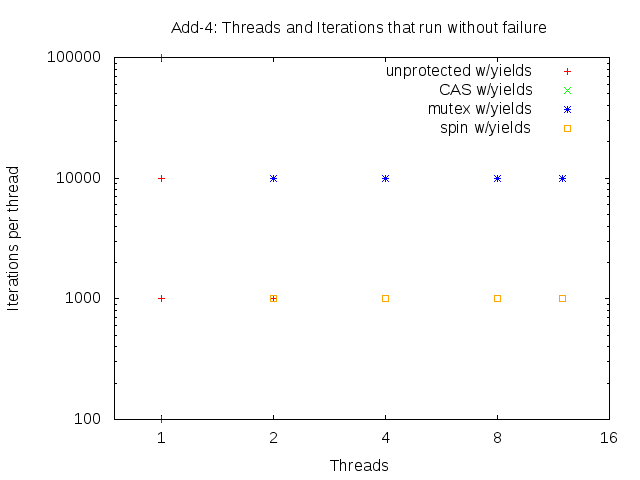 Add-4: Threads and Iterations that run without failure
100000
unprotected w/yields
CAS w/yields
mutex w/yields
spin w/yields
10000
Iterations per thread
1000
100
1 2 4 8 16
Threads